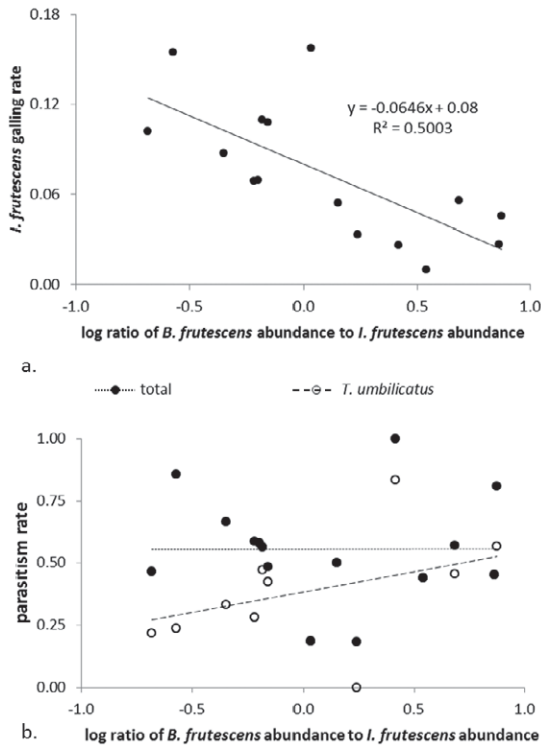 0.18
0.12
0.06
0.00
I. frutescens galling rate
y = -0.0646x + 0.08
R² = 0.5003
-1.0 -0.5 0.0 0.5 1.0
log ratio of B. frutescens abundance to I. frutescens abundance
a.
total T. umbilicatus
1.00
0.75
0.50
0.25
0.00
parasitism rate
-1.0 -0.5 0.0 0.5 1.0
b. log ratio of B. frutescens abundance to I. frutescens abundance